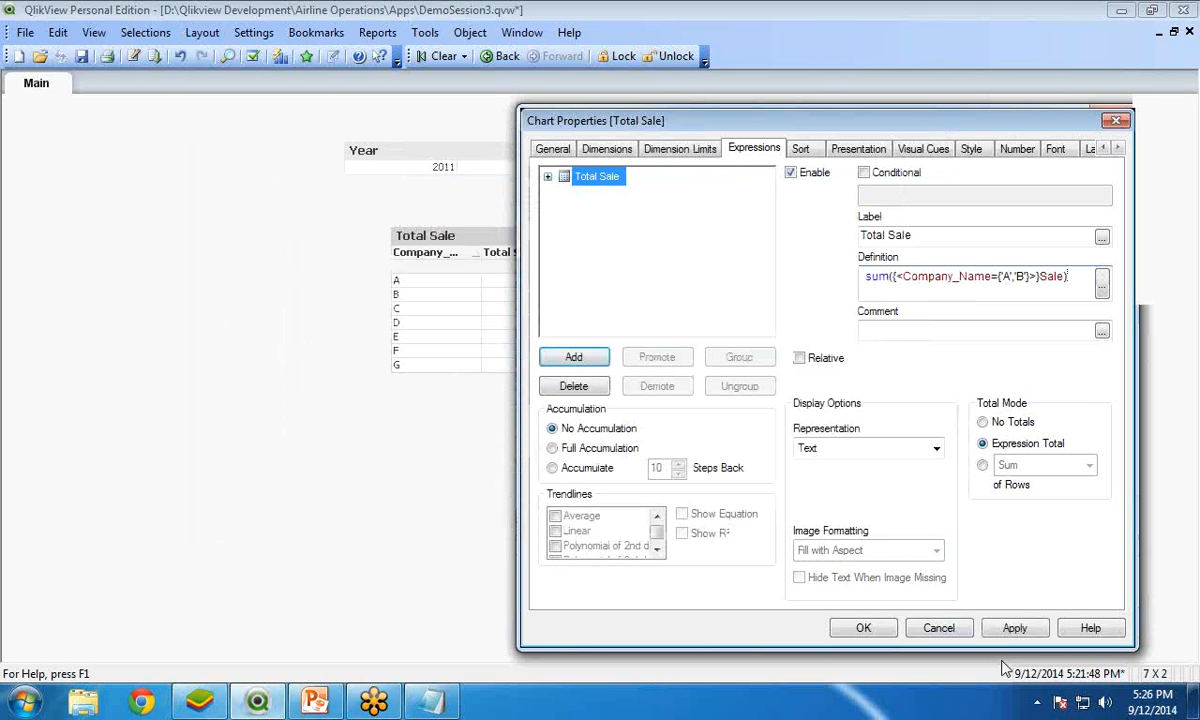 QlikView Personal Edition - [D:\Qlikview Development\Airline Operations\Apps\DemoSession3.qvw*]
File Edit View Selections Layout Settings Bookmarks Reports Tools Object Window Help
Clear Back Forward Lock Unlock
Main
Year
2011
Total Sale
Company_... Total S
A
B
C
D
E
F
G
Chart Properties [Total Sale]
General Dimensions Dimension Limits Expressions Sort Presentation Visual Cues Style Number Font La
Total Sale
Enable Conditional
Label
Total Sale ...
Definition
sum({<Company_Name={'A','B'}>}Sale) ...
Comment
...
Add Promote Group
Delete Demote Ungroup
Relative
Accumulation
No Accumulation
Full Accumulation
Accumulate 10 Steps Back
Trendlines
Average
Linear
Polynomial of 2nd d
Show Equation
Show R²
Display Options
Representation
Text
Image Formatting
Fill with Aspect
Hide Text When Image Missing
Total Mode
No Totals
Expression Total
Sum
of Rows
OK Cancel Apply Help
For Help, press F1
9/12/2014 5:21:48 PM* 7 X 2
5:26 PM
9/12/2014